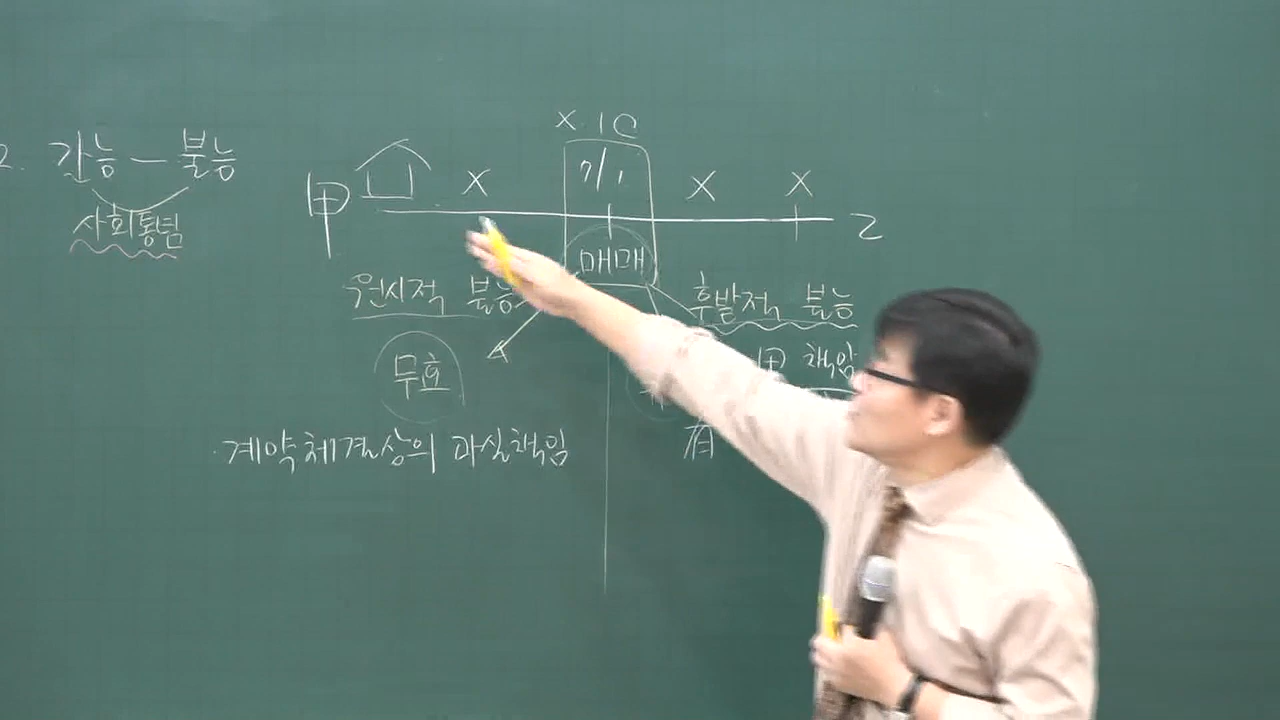 2. 간능 — 불능
사회통념
X.10
甲 X 7/1 X X 乙
매매
원시적 불능 후발적 불능
무효 甲 책임
계약체결상의 과실책임 有